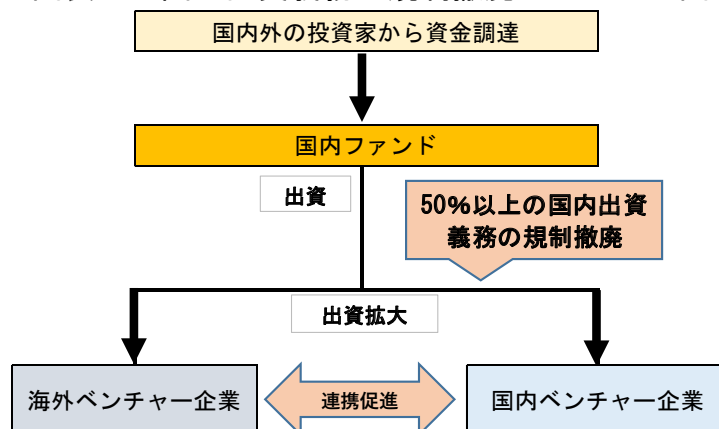 国内外の投資家から資金調達
国内ファンド
出資
50%以上の国内出資
義務の規制撤廃
出資拡大
海外ベンチャー企業
連携促進
国内ベンチャー企業